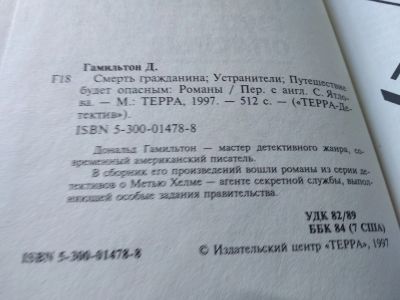 Гамильтон Д.
Г18 Смерть гражданина; Устранители; Путешествие
будет опасным: Романы / Пер. с англ. С. Ятло-
ва. — М.: ТЕРРА, 1997. — 512 с. — («ТЕРРА-Де-
тектив»).
ISBN 5-300-01478-8
Дональд Гамильтон — мастер детективного жанра, со-
временный американский писатель.
В сборник его произведений вошли романы из серии де-
тективов о Метью Хелме — агенте секретной службы, выпол-
няющей особые задания правительства.
УДК 82/89
ББК 84 (7 США)
ISBN 5-300-01478-8
© Издательский центр «ТЕРРА», 1997